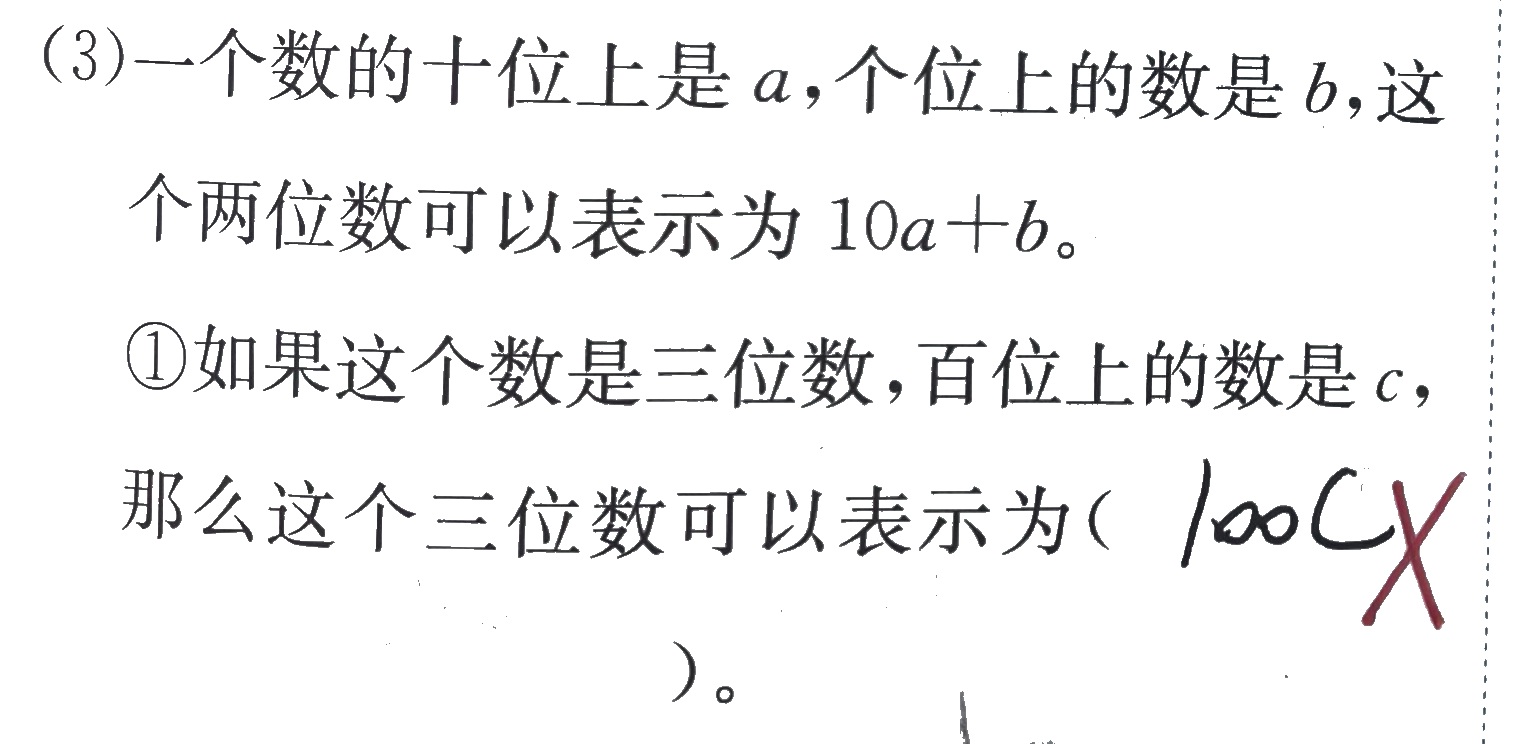 (3)一个数的十位上是a,个位上的数是b,这
个两位数可以表示为10a+b。
①如果这个数是三位数,百位上的数是c,
那么这个三位数可以表示为( 100C
)。